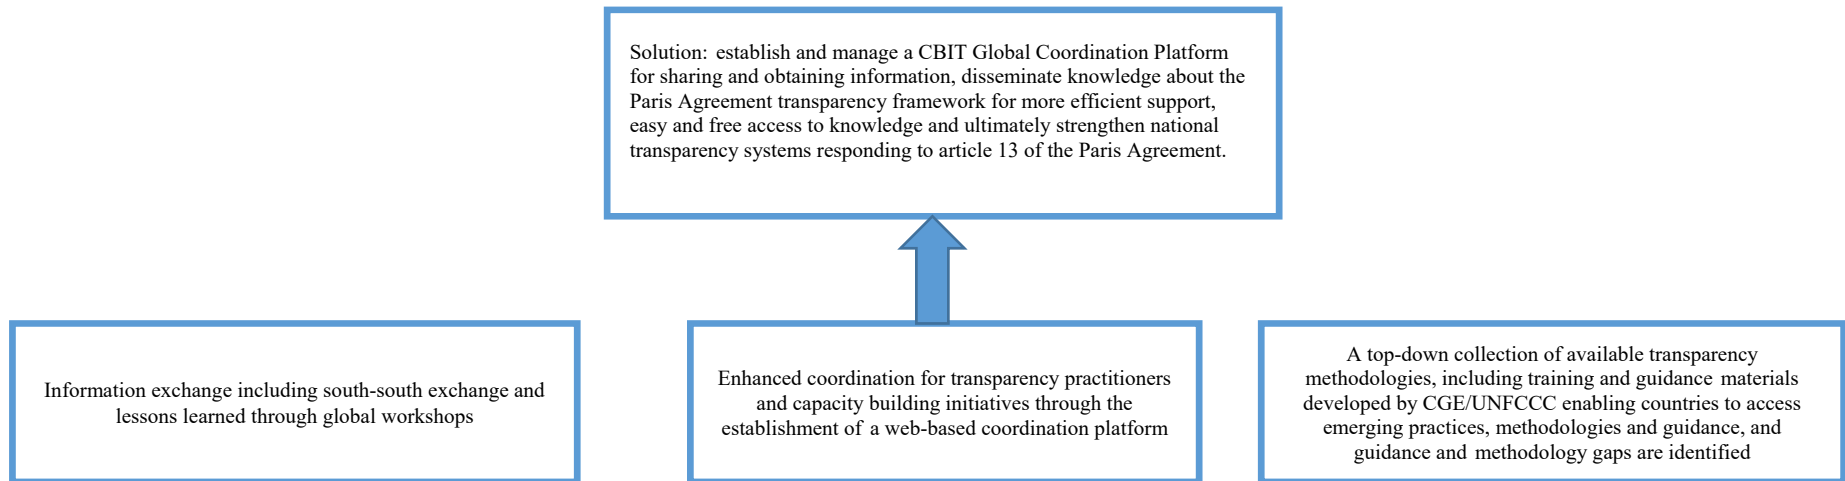 Solution: establish and manage a CBIT Global Coordination Platform
for sharing and obtaining information, disseminate knowledge about the
Paris Agreement transparency framework for more efficient support,
easy and free access to knowledge and ultimately strengthen national
transparency systems responding to article 13 of the Paris Agreement.
Information exchange including south-south exchange and
lessons learned through global workshops
Enhanced coordination for transparency practitioners
and capacity building initiatives through the
establishment of a web-based coordination platform
A top-down collection of available transparency
methodologies, including training and guidance materials
developed by CGE/UNFCCC enabling countries to access
emerging practices, methodologies and guidance, and
guidance and methodology gaps are identified